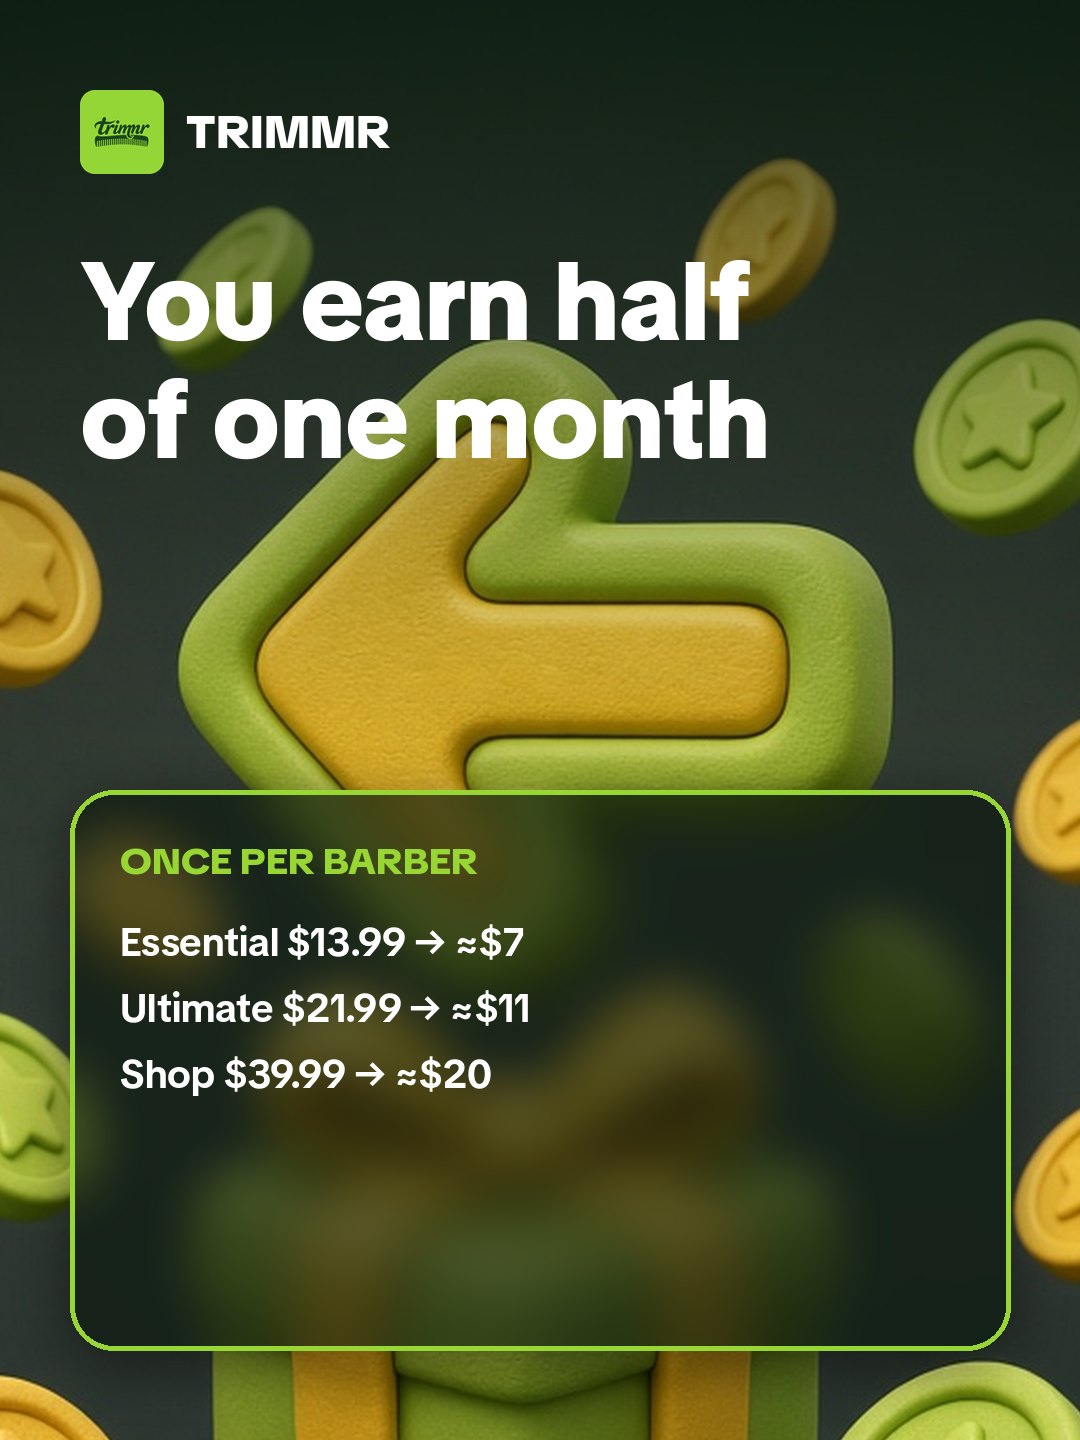 trimmr
TRIMMR
You earn half
of one month
ONCE PER BARBER
Essential $13.99 → ≈$7
Ultimate $21.99 → ≈$11
Shop $39.99 → ≈$20